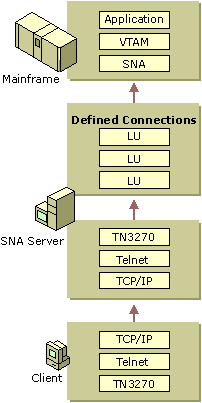 Application
VTAM
SNA
Mainframe
Defined Connections
LU
LU
LU
SNA Server
TN3270
Telnet
TCP/IP
TCP/IP
Telnet
TN3270
Client